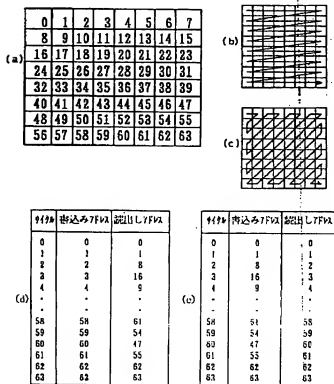 (a)
0 1 2 3 4 5 6 7
8 9 10 11 12 13 14 15
16 17 18 19 20 21 22 23
24 25 26 27 28 29 30 31
32 33 34 35 36 37 38 39
40 41 42 43 44 45 46 47
48 49 50 51 52 53 54 55
56 57 58 59 60 61 62 63
(b)
(c)
(d)
サイクル 書込みアドレス 読出しアドレス
0 0 0
1 1 1
2 2 8
3 3 16
4 4 9
58 58 61
59 59 54
60 60 47
61 61 55
62 62 62
63 63 63
(e)
サイクル 書込みアドレス 読出しアドレス
0 0 0
1 1 1
2 8 2
3 16 3
4 9 4
58 61 58
59 54 59
60 47 60
61 55 61
62 62 62
63 63 63